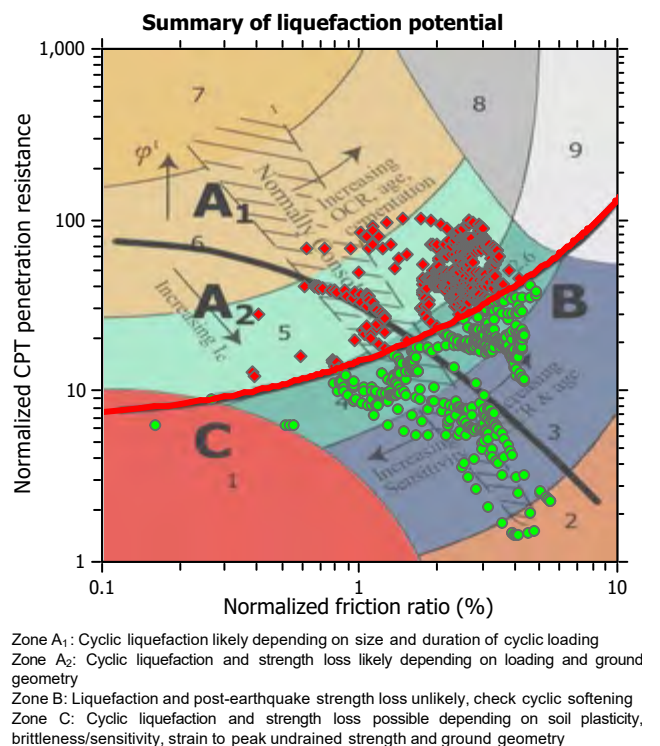 Summary of liquefaction potential
1,000
100
10
1
Normalized CPT penetration resistance
7
8
9
φ'
A1
Increasing
OCR, age,
cementation
Normally Consol
6
A2
Increasing Ic
5
2.6
B
4
C
1
Increasing
Sensitivity
Increasing
OCR & age
3
2
0.1
1
10
Normalized friction ratio (%)
Zone A1: Cyclic liquefaction likely depending on size and duration of cyclic loading
Zone A2: Cyclic liquefaction and strength loss likely depending on loading and ground
geometry
Zone B: Liquefaction and post-earthquake strength loss unlikely, check cyclic softening
Zone C: Cyclic liquefaction and strength loss possible depending on soil plasticity,
brittleness/sensitivity, strain to peak undrained strength and ground geometry